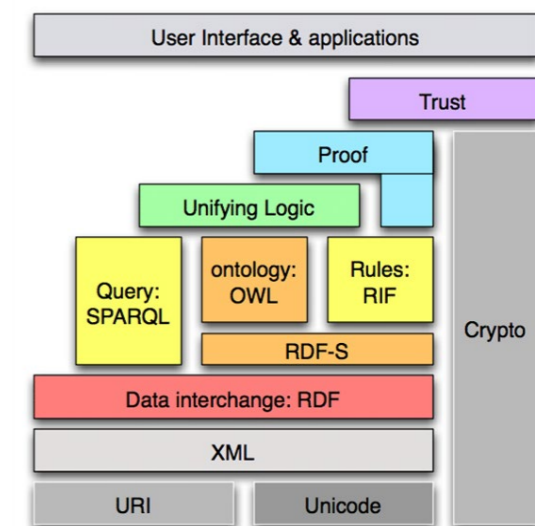 User Interface & applications
Trust
Proof
Unifying Logic
Query:
SPARQL
ontology:
OWL
Rules:
RIF
Crypto
RDF-S
Data interchange: RDF
XML
URI
Unicode